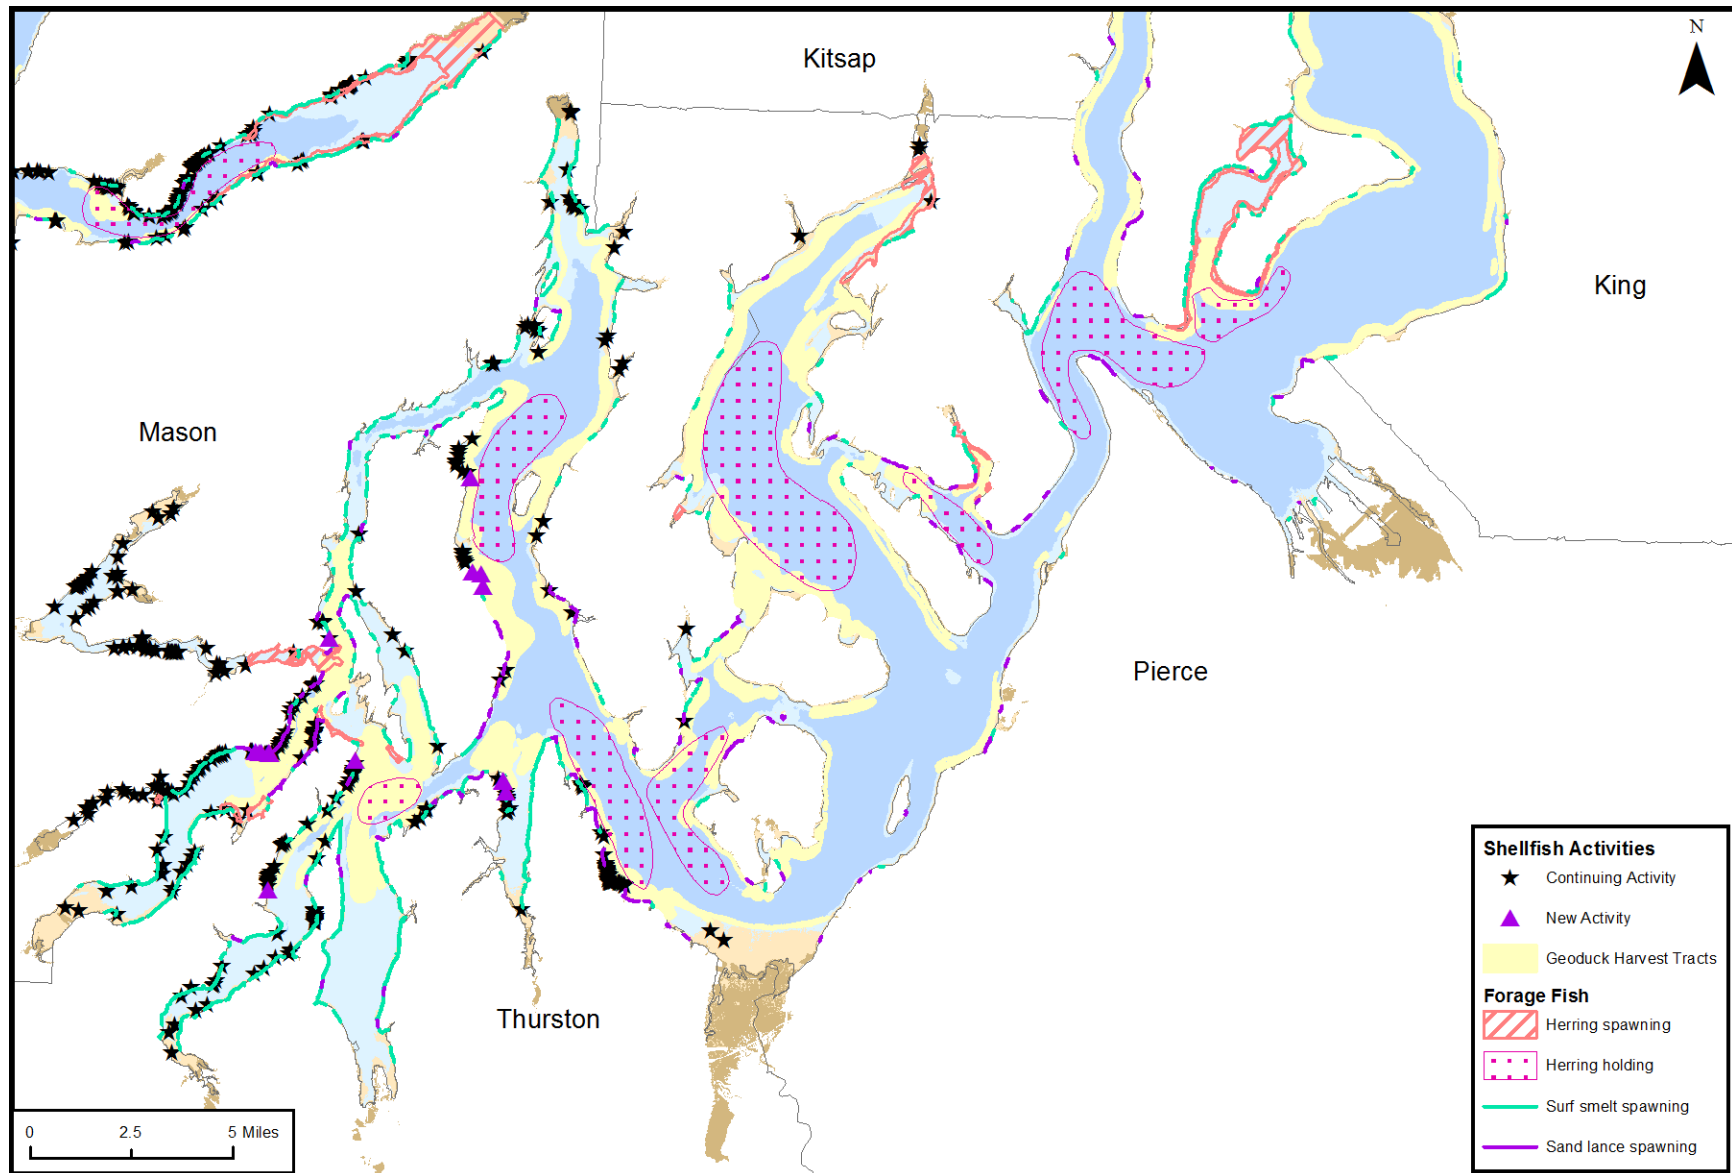 Kitsap
N
King
Mason
Pierce
Thurston
Shellfish Activities
Continuing Activity
New Activity
Geoduck Harvest Tracts
Forage Fish
Herring spawning
Herring holding
Surf smelt spawning
Sand lance spawning
0 2.5 5 Miles